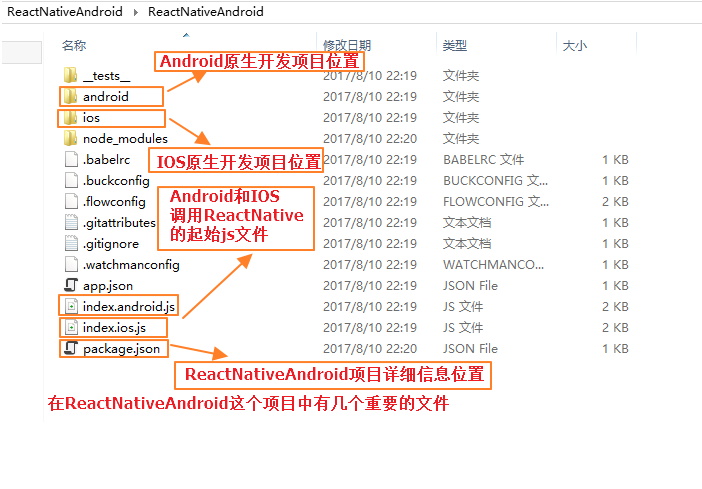 ReactNativeAndroid ▸ ReactNativeAndroid
名称 修改日期 类型 大小
Android原生开发项目位置
__tests__ 2017/8/10 22:19 文件夹
android 2017/8/10 22:19 文件夹
ios 2017/8/10 22:19 文件夹
node_modules 2017/8/10 22:20 文件夹
IOS原生开发项目位置
.babelrc 2017/8/10 22:19 BABELRC 文件 1 KB
.buckconfig 2017/8/10 22:19 BUCKCONFIG 文... 1 KB
Android和IOS
调用ReactNative
的起始js文件
.flowconfig 2017/8/10 22:19 FLOWCONFIG 文... 2 KB
.gitattributes 2017/8/10 22:19 文本文档 1 KB
.gitignore 2017/8/10 22:19 文本文档 1 KB
.watchmanconfig 2017/8/10 22:19 WATCHMANCO... 1 KB
app.json 2017/8/10 22:19 JSON File 1 KB
index.android.js 2017/8/10 22:19 JS 文件 2 KB
index.ios.js 2017/8/10 22:19 JS 文件 2 KB
package.json 2017/8/10 22:20 JSON File 1 KB
ReactNativeAndroid项目详细信息位置
在ReactNativeAndroid这个项目中有几个重要的文件